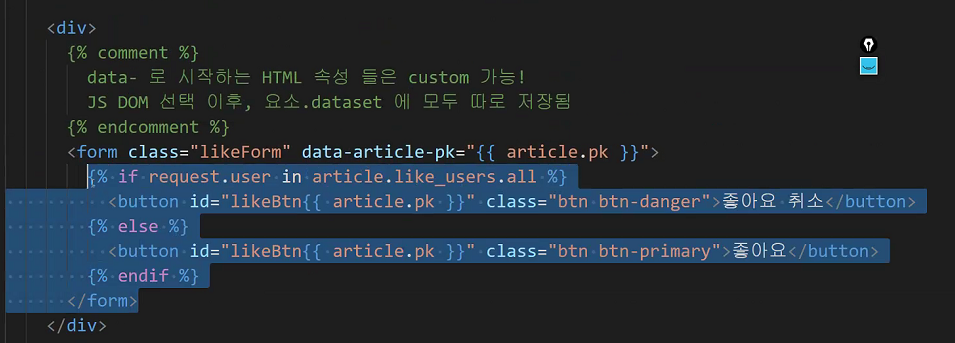 <div>
{% comment %}
data- 로 시작하는 HTML 속성 들은 custom 가능!
JS DOM 선택 이후, 요소.dataset 에 모두 따로 저장됨
{% endcomment %}
<form class="likeForm" data-article-pk="{{ article.pk }}">
{% if request.user in article.like_users.all %}
<button id="likeBtn{{ article.pk }}" class="btn btn-danger">좋아요 취소</button>
{% else %}
<button id="likeBtn{{ article.pk }}" class="btn btn-primary">좋아요</button>
{% endif %}
</form>
</div>